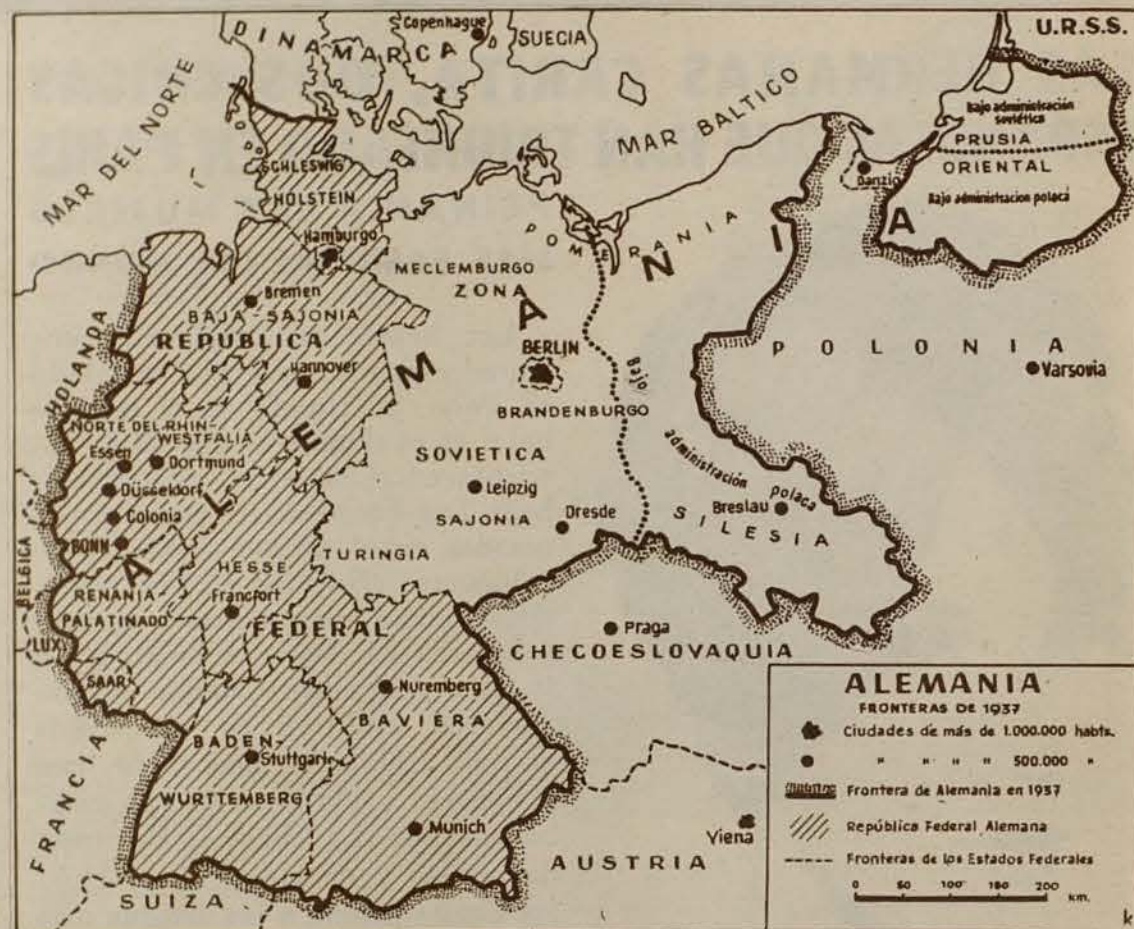 DINAMARCA
Copenhague
SUECIA
U.R.S.S.
MAR DEL NORTE
MAR BALTICO
Bajo administración
soviética
PRUSIA
ORIENTAL
Bajo administracion polaca
Danzig
SCHLESWIG
HOLSTEIN
Hamburgo
POMERANIA
MECLEMBURGO
ZONA
Bremen
BAJA-SAJONIA
REPUBLICA
HOLANDA
Hannover
ALEMANIA
BERLIN
Bajo
administración polaca
POLONIA
Varsovia
BRANDENBURGO
NORTE DEL RHIN-
WESTFALIA
Essen
Dortmund
Düsseldorf
Colonia
BONN
SOVIETICA
Leipzig
SAJONIA
Dresde
Breslau
SILESIA
BELGICA
TURINGIA
HESSE
RENANIA-
PALATINADO
Francfort
FEDERAL
LUX.
SAAR
Praga
CHECOESLOVAQUIA
Nuremberg
BAVIERA
FRANCIA
BADEN-
Stuttgart
WURTTEMBERG
Munich
Viena
AUSTRIA
SUIZA
ALEMANIA
FRONTERAS DE 1937
Ciudades de más de 1.000.000 habts.
" " " " 500.000 "
Frontera de Alemania en 1937
República Federal Alemana
Fronteras de los Estados Federales
0 50 100 150 200
km.
k